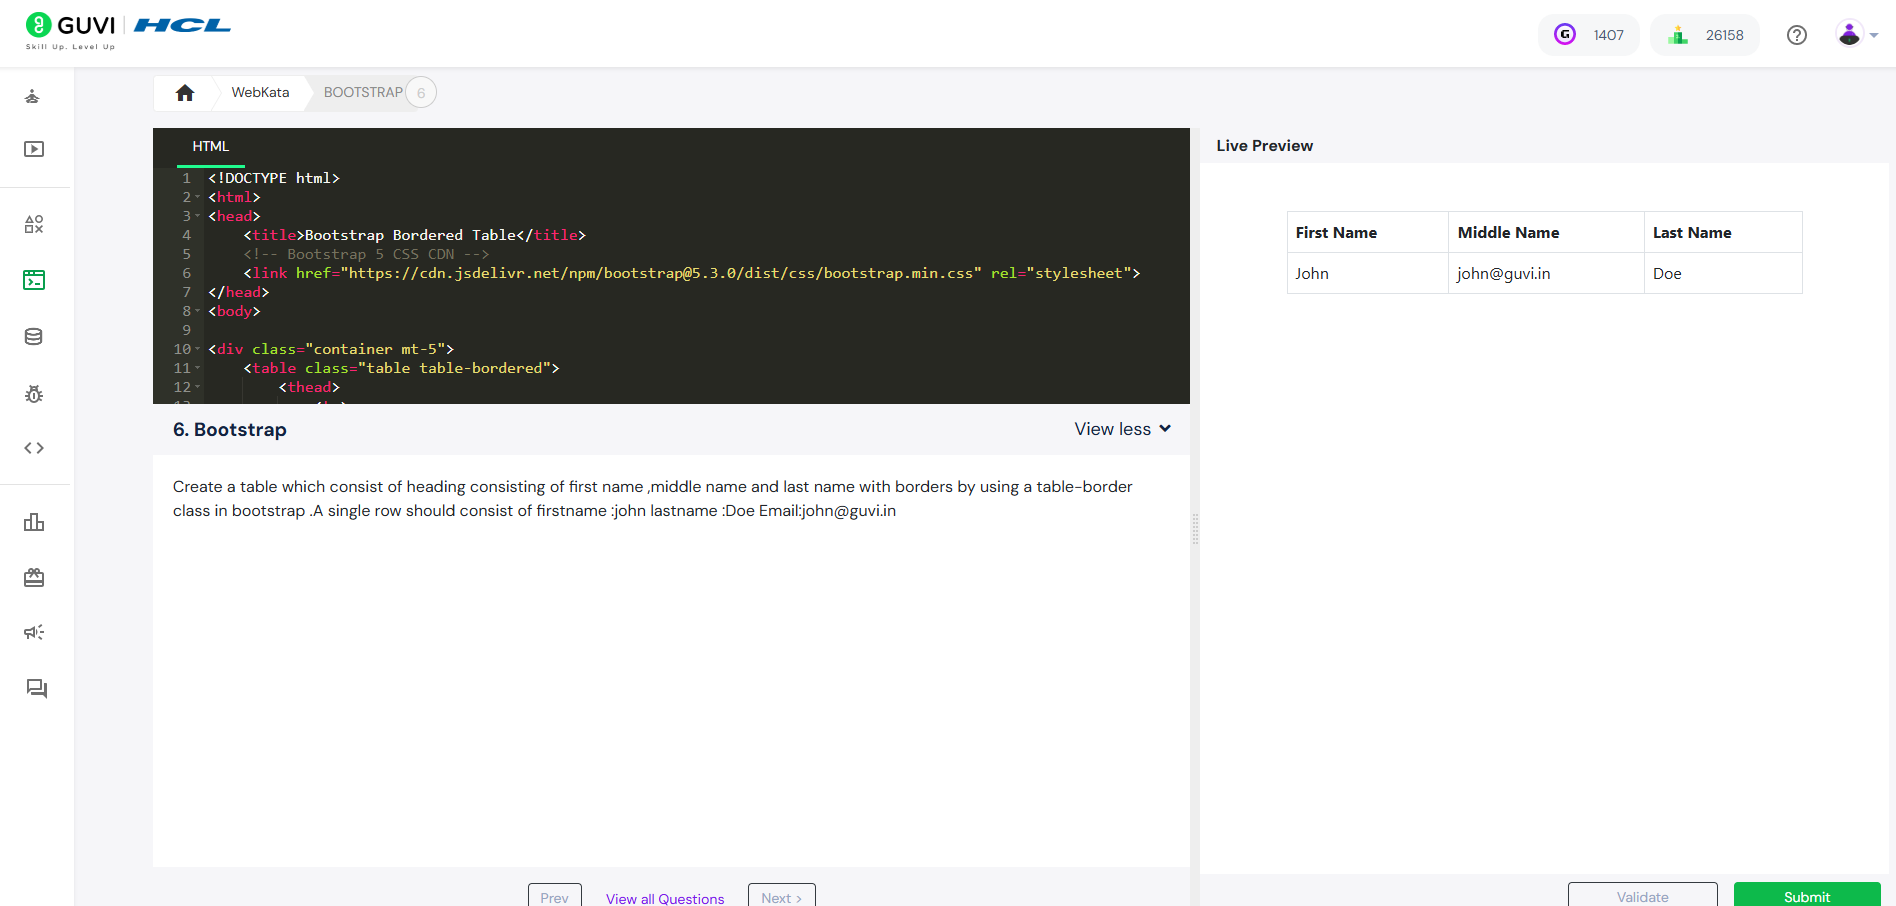 GUVI HCL
Skill Up. Level Up
G 1407
26158
WebKata
BOOTSTRAP 6
HTML
1 <!DOCTYPE html>
2 <html>
3 <head>
4 <title>Bootstrap Bordered Table</title>
5 <!-- Bootstrap 5 CSS CDN -->
6 <link href="https://cdn.jsdelivr.net/npm/bootstrap@5.3.0/dist/css/bootstrap.min.css" rel="stylesheet">
7 </head>
8 <body>
9
10 <div class="container mt-5">
11 <table class="table table-bordered">
12 <thead>
6. Bootstrap
View less
Create a table which consist of heading consisting of first name ,middle name and last name with borders by using a table-border
class in bootstrap .A single row should consist of firstname :john lastname :Doe Email:john@guvi.in
Prev
View all Questions
Next >
Live Preview
First Name Middle Name Last Name
John john@guvi.in Doe
Validate
Submit